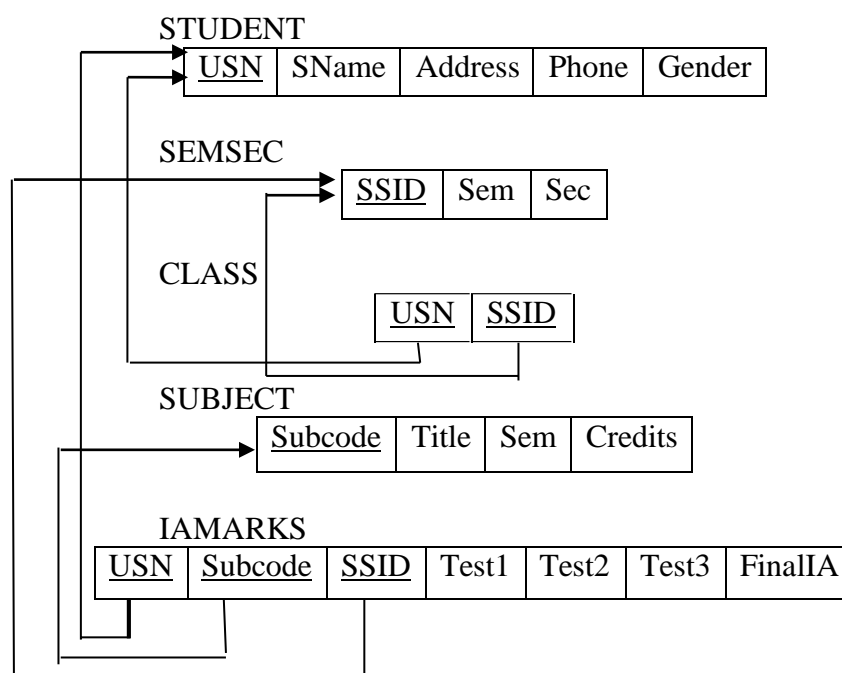 STUDENT
USN SName Address Phone Gender
SEMSEC
SSID Sem Sec
CLASS
USN SSID
SUBJECT
Subcode Title Sem Credits
IAMARKS
USN Subcode SSID Test1 Test2 Test3 FinalIA